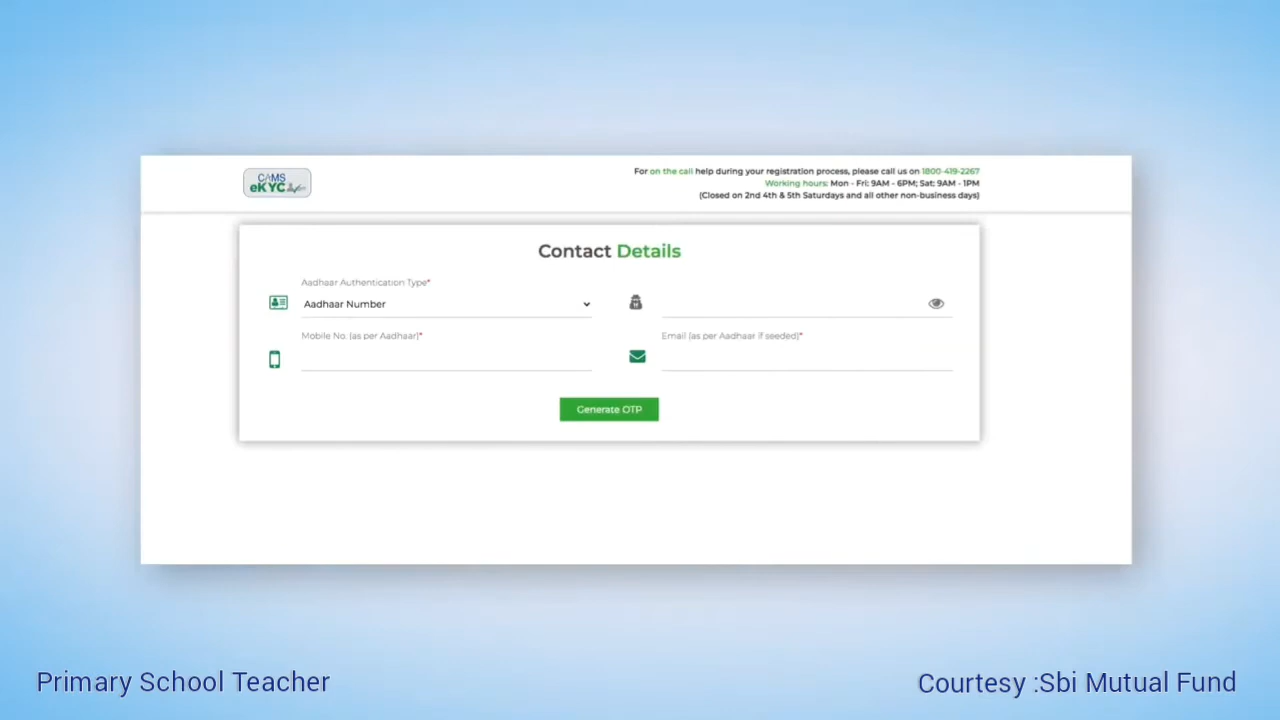 CAMS
eKYC
For on the call help during your registration process, please call us on 1800-419-2267
Working hours: Mon - Fri: 9AM - 6PM; Sat: 9AM - 1PM
(Closed on 2nd 4th & 5th Saturdays and all other non-business days)
Contact Details
Aadhaar Authentication Type*
Aadhaar Number
Mobile No. (as per Aadhaar)*
Email (as per Aadhaar if seeded)*
Generate OTP
Primary School Teacher
Courtesy :Sbi Mutual Fund